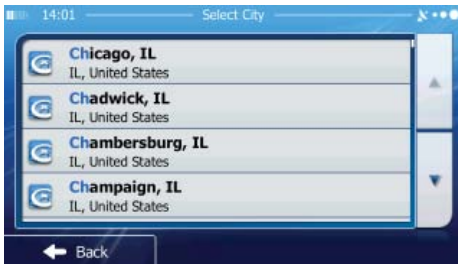 14:01 Select City
Chicago, IL
IL, United States
Chadwick, IL
IL, United States
Chambersburg, IL
IL, United States
Champaign, IL
IL, United States
Back